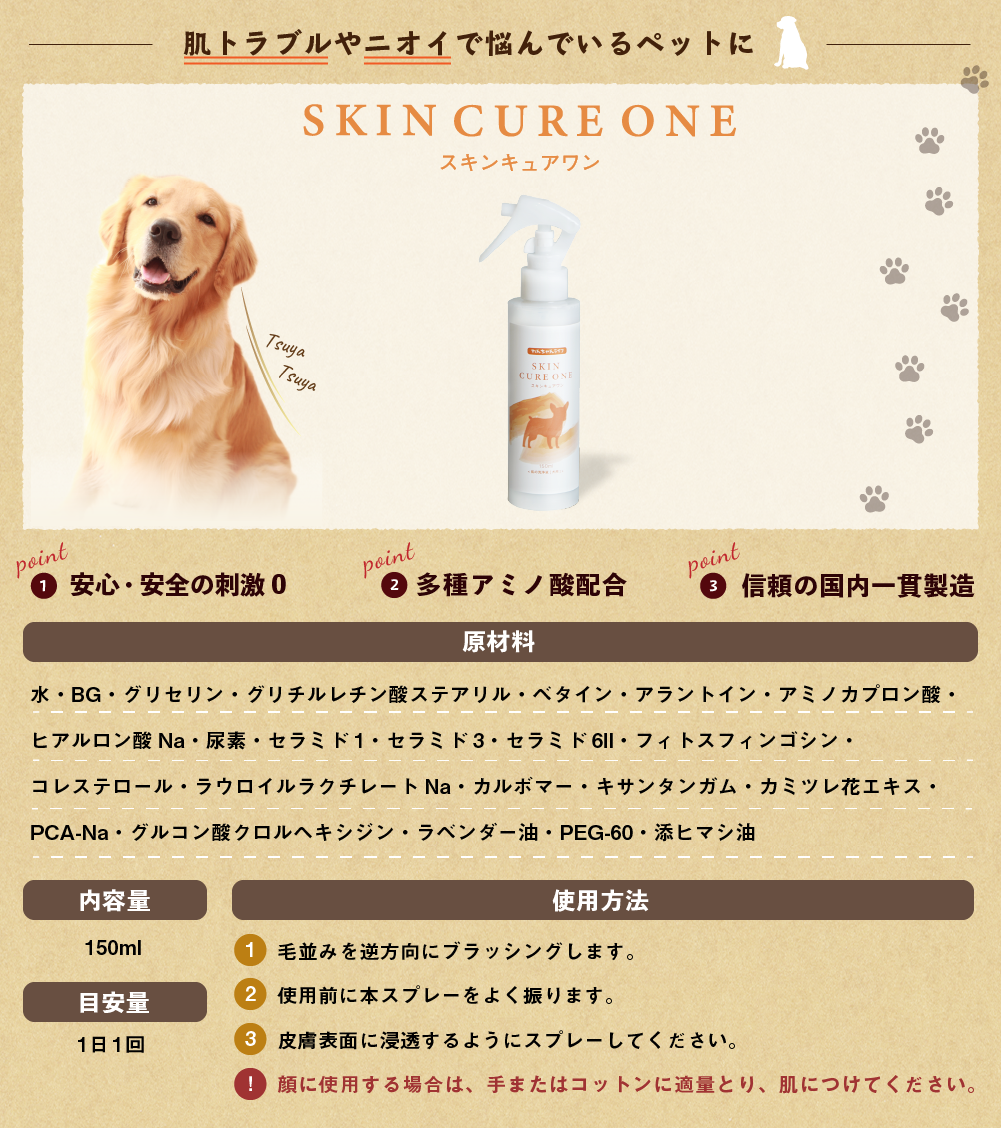 肌トラブルやニオイで悩んでいるペットに
SKIN CURE ONE
スキンキュアワン
Tsuya
Tsuya
SKIN
CURE ONE
スキンキュアワン
point
1 安心・安全の刺激0
point
2 多種アミノ酸配合
point
3 信頼の国内一貫製造
原材料
水・BG・グリセリン・グリチルレチン酸ステアリル・ベタイン・アラントイン・アミノカプロン酸・
ヒアルロン酸 Na・尿素・セラミド1・セラミド3・セラミド6II・フィトスフィンゴシン・
コレステロール・ラウロイルラクチレート Na・カルボマー・キサンタンガム・カミツレ花エキス・
PCA-Na・グルコン酸クロルヘキシジン・ラベンダー油・PEG-60・添ヒマシ油
内容量
150ml
目安量
1日1回
使用方法
1 毛並みを逆方向にブラッシングします。
2 使用前に本スプレーをよく振ります。
3 皮膚表面に浸透するようにスプレーしてください。
! 顔に使用する場合は、手またはコットンに適量とり、肌につけてください。